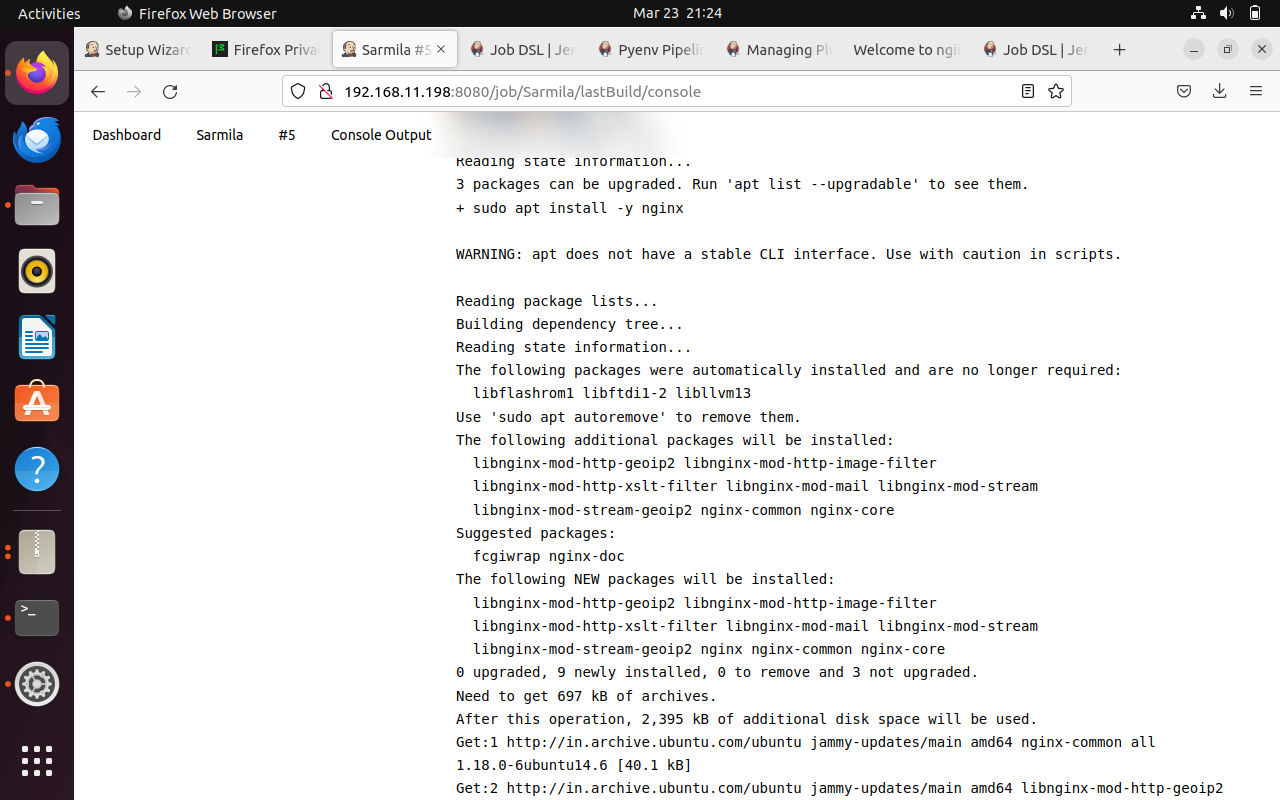 Activities
Firefox Web Browser
Mar 23 21:24
Setup Wizar
Firefox Priva
Sarmila #5
Job DSL | Jer
Pyenv Pipelin
Managing Plu
Welcome to ngi
Job DSL | Jer
192.168.11.198:8080/job/Sarmila/lastBuild/console
Dashboard
Sarmila
#5
Console Output
Reading state information...
3 packages can be upgraded. Run 'apt list --upgradable' to see them.
+ sudo apt install -y nginx
WARNING: apt does not have a stable CLI interface. Use with caution in scripts.
Reading package lists...
Building dependency tree...
Reading state information...
The following packages were automatically installed and are no longer required:
libflashrom1 libftdi1-2 libllvm13
Use 'sudo apt autoremove' to remove them.
The following additional packages will be installed:
libnginx-mod-http-geoip2 libnginx-mod-http-image-filter
libnginx-mod-http-xslt-filter libnginx-mod-mail libnginx-mod-stream
libnginx-mod-stream-geoip2 nginx-common nginx-core
Suggested packages:
fcgiwrap nginx-doc
The following NEW packages will be installed:
libnginx-mod-http-geoip2 libnginx-mod-http-image-filter
libnginx-mod-http-xslt-filter libnginx-mod-mail libnginx-mod-stream
libnginx-mod-stream-geoip2 nginx nginx-common nginx-core
0 upgraded, 9 newly installed, 0 to remove and 3 not upgraded.
Need to get 697 kB of archives.
After this operation, 2,395 kB of additional disk space will be used.
Get:1 http://in.archive.ubuntu.com/ubuntu jammy-updates/main amd64 nginx-common all
1.18.0-6ubuntu14.6 [40.1 kB]
Get:2 http://in.archive.ubuntu.com/ubuntu jammy-updates/main amd64 libnginx-mod-http-geoip2